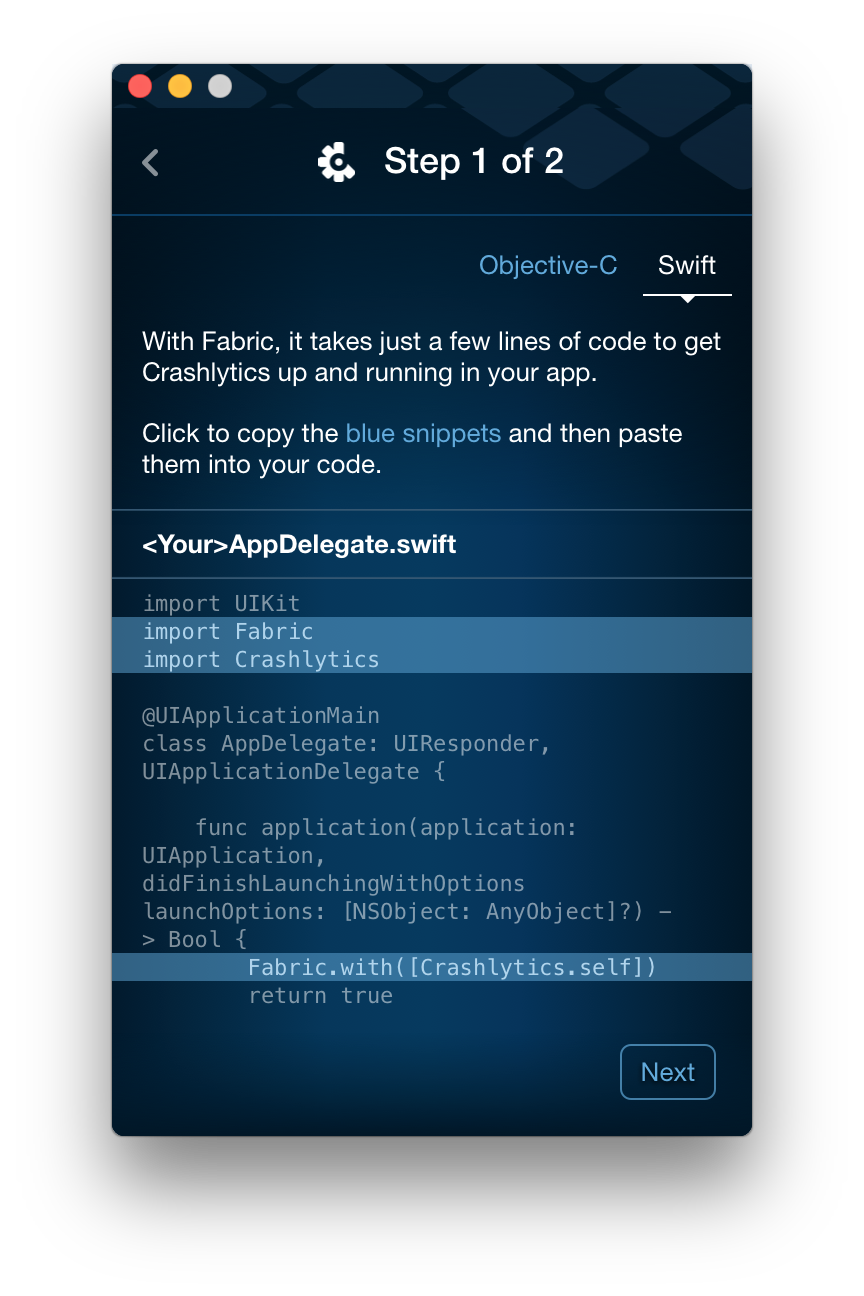 Step 1 of 2
Objective-C Swift
With Fabric, it takes just a few lines of code to get
Crashlytics up and running in your app.
Click to copy the blue snippets and then paste
them into your code.
<Your>AppDelegate.swift
import UIKit
import Fabric
import Crashlytics
@UIApplicationMain
class AppDelegate: UIResponder,
UIApplicationDelegate {
    func application(application:
UIApplication,
didFinishLaunchingWithOptions
launchOptions: [NSObject: AnyObject]?) -
> Bool {
        Fabric.with([Crashlytics.self])
        return true
Next